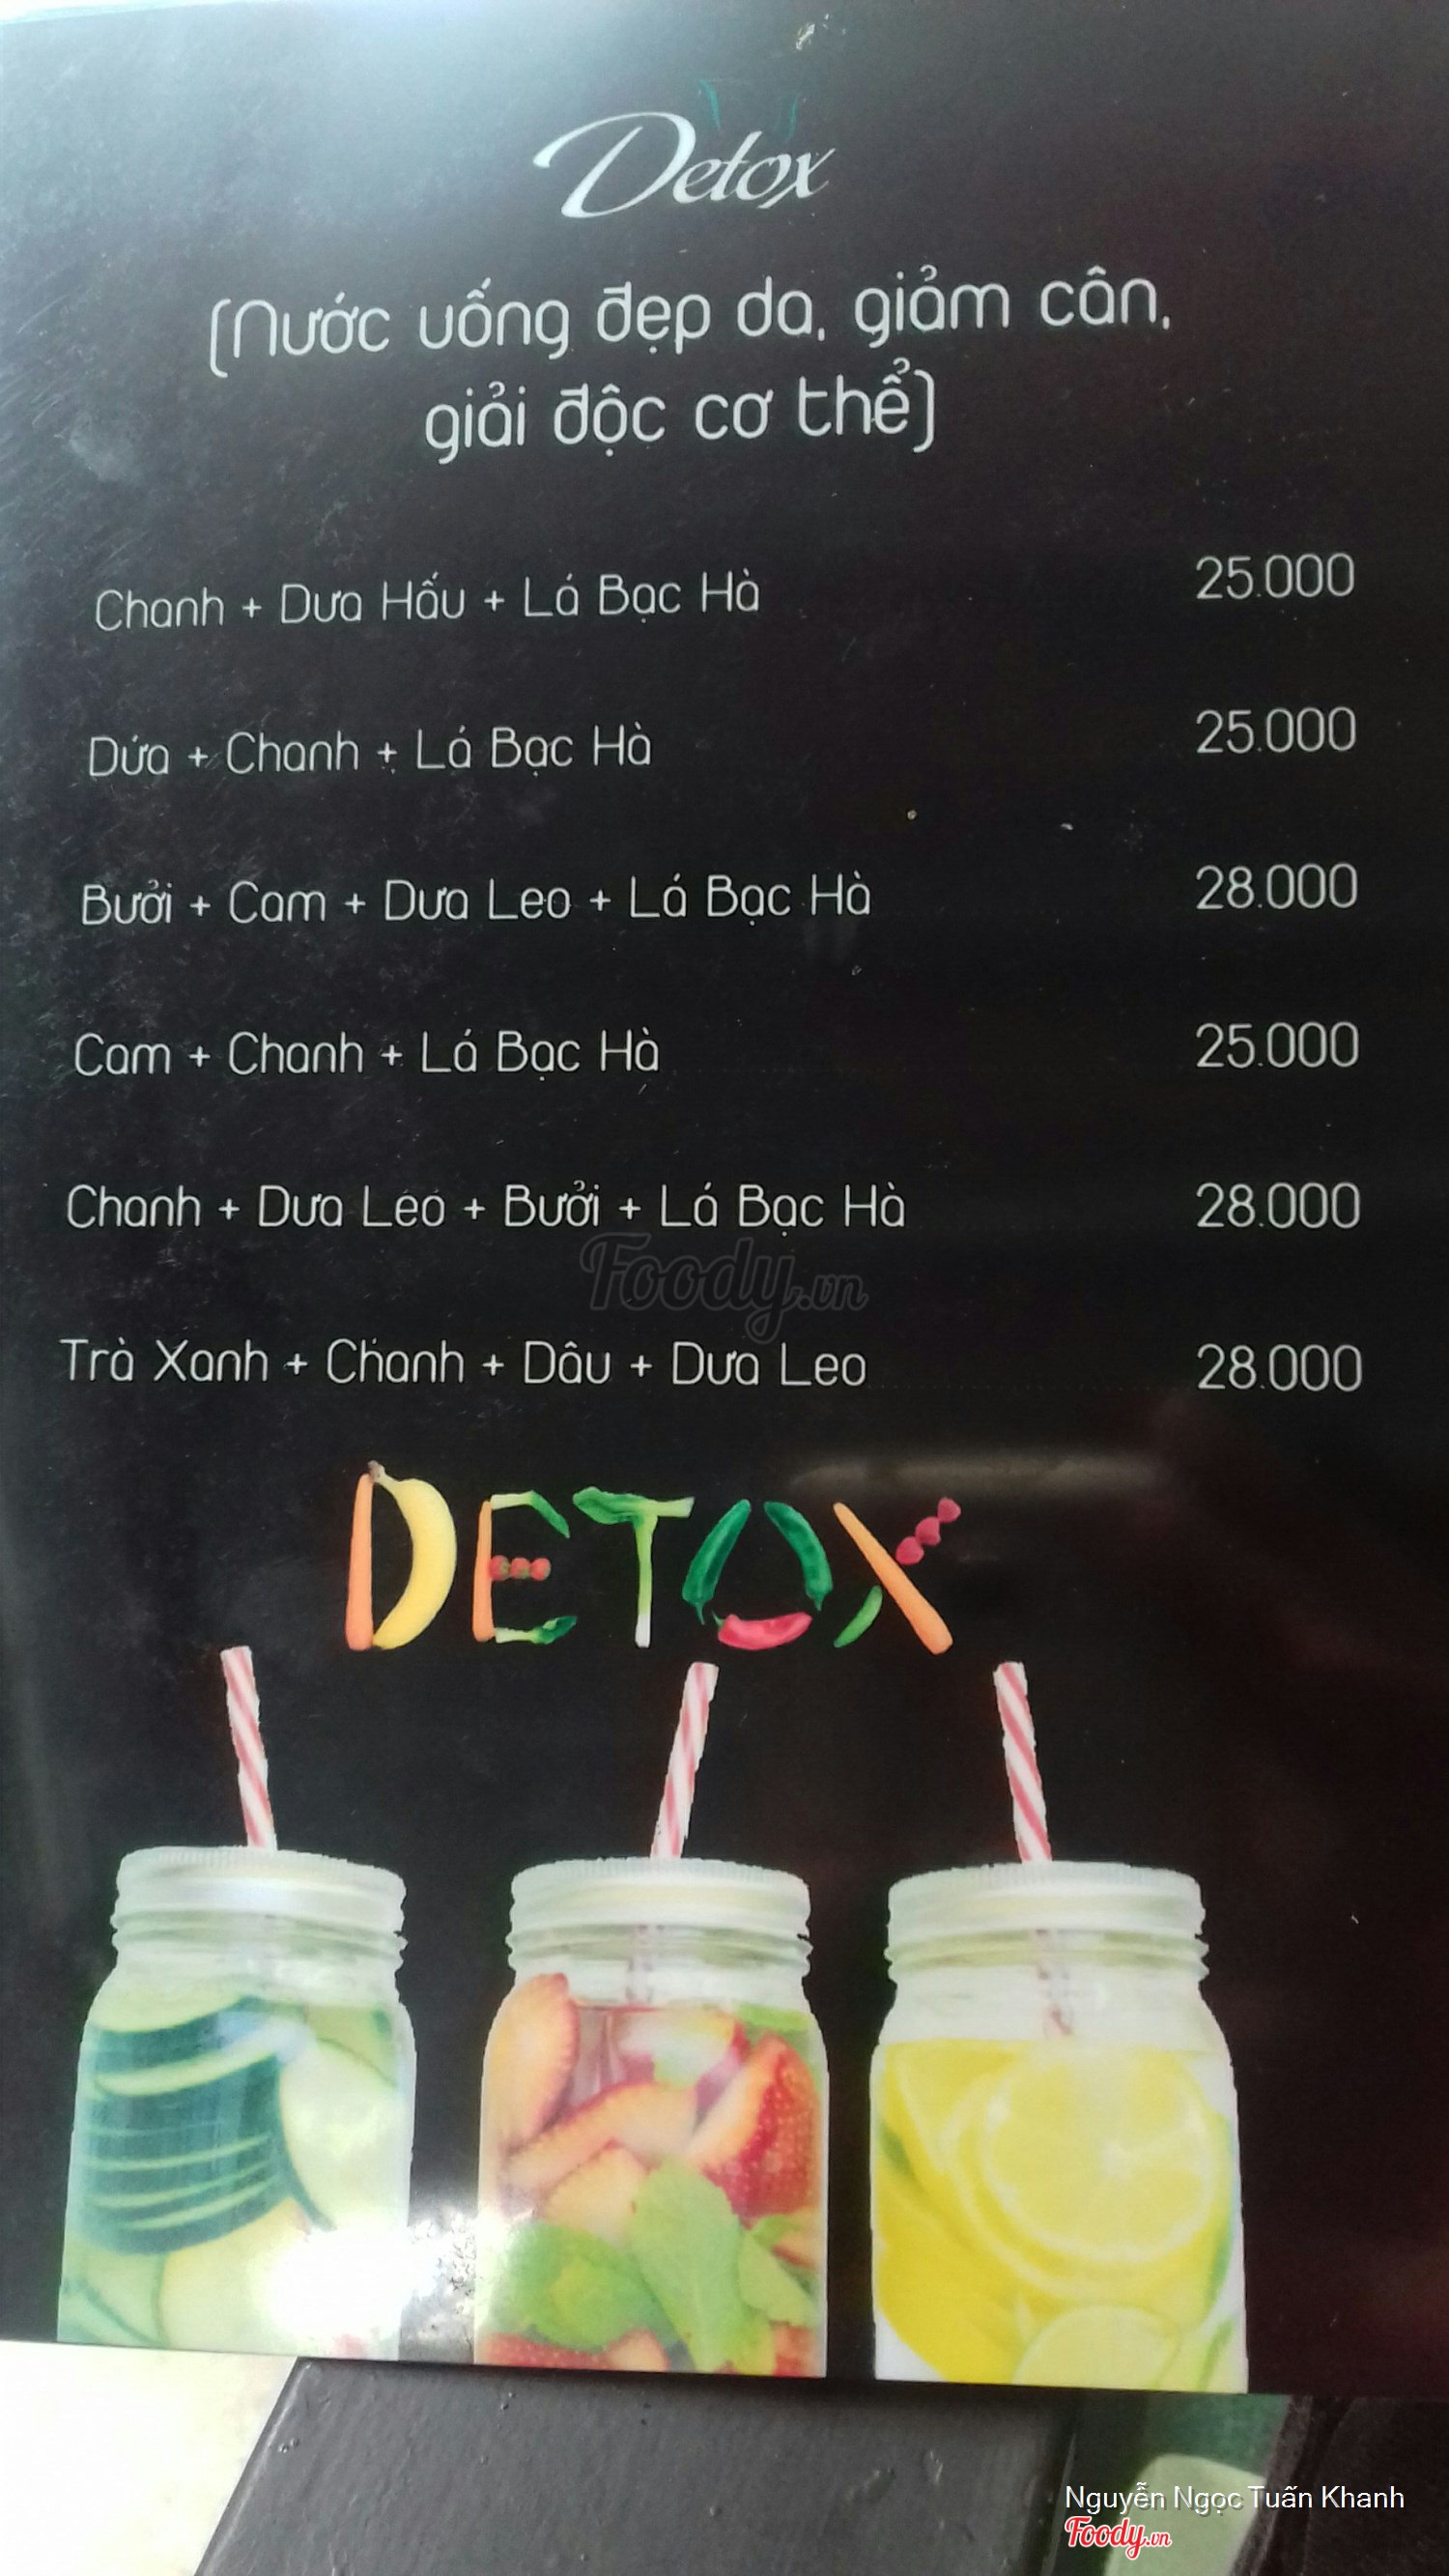 Detox
(Nước uống đẹp da, giảm cân,
giải độc cơ thể)
Chanh + Dưa Hấu + Lá Bạc Hà 25.000
Dứa + Chanh + Lá Bạc Hà 25.000
Bưởi + Cam + Dưa Leo + Lá Bạc Hà 28.000
Cam + Chanh + Lá Bạc Hà 25.000
Chanh + Dưa Leo + Bưởi + Lá Bạc Hà 28.000
Foody.vn
Trà Xanh + Chanh + Dâu + Dưa Leo 28.000
DETOX
Nguyễn Ngọc Tuấn Khanh
Foody.vn